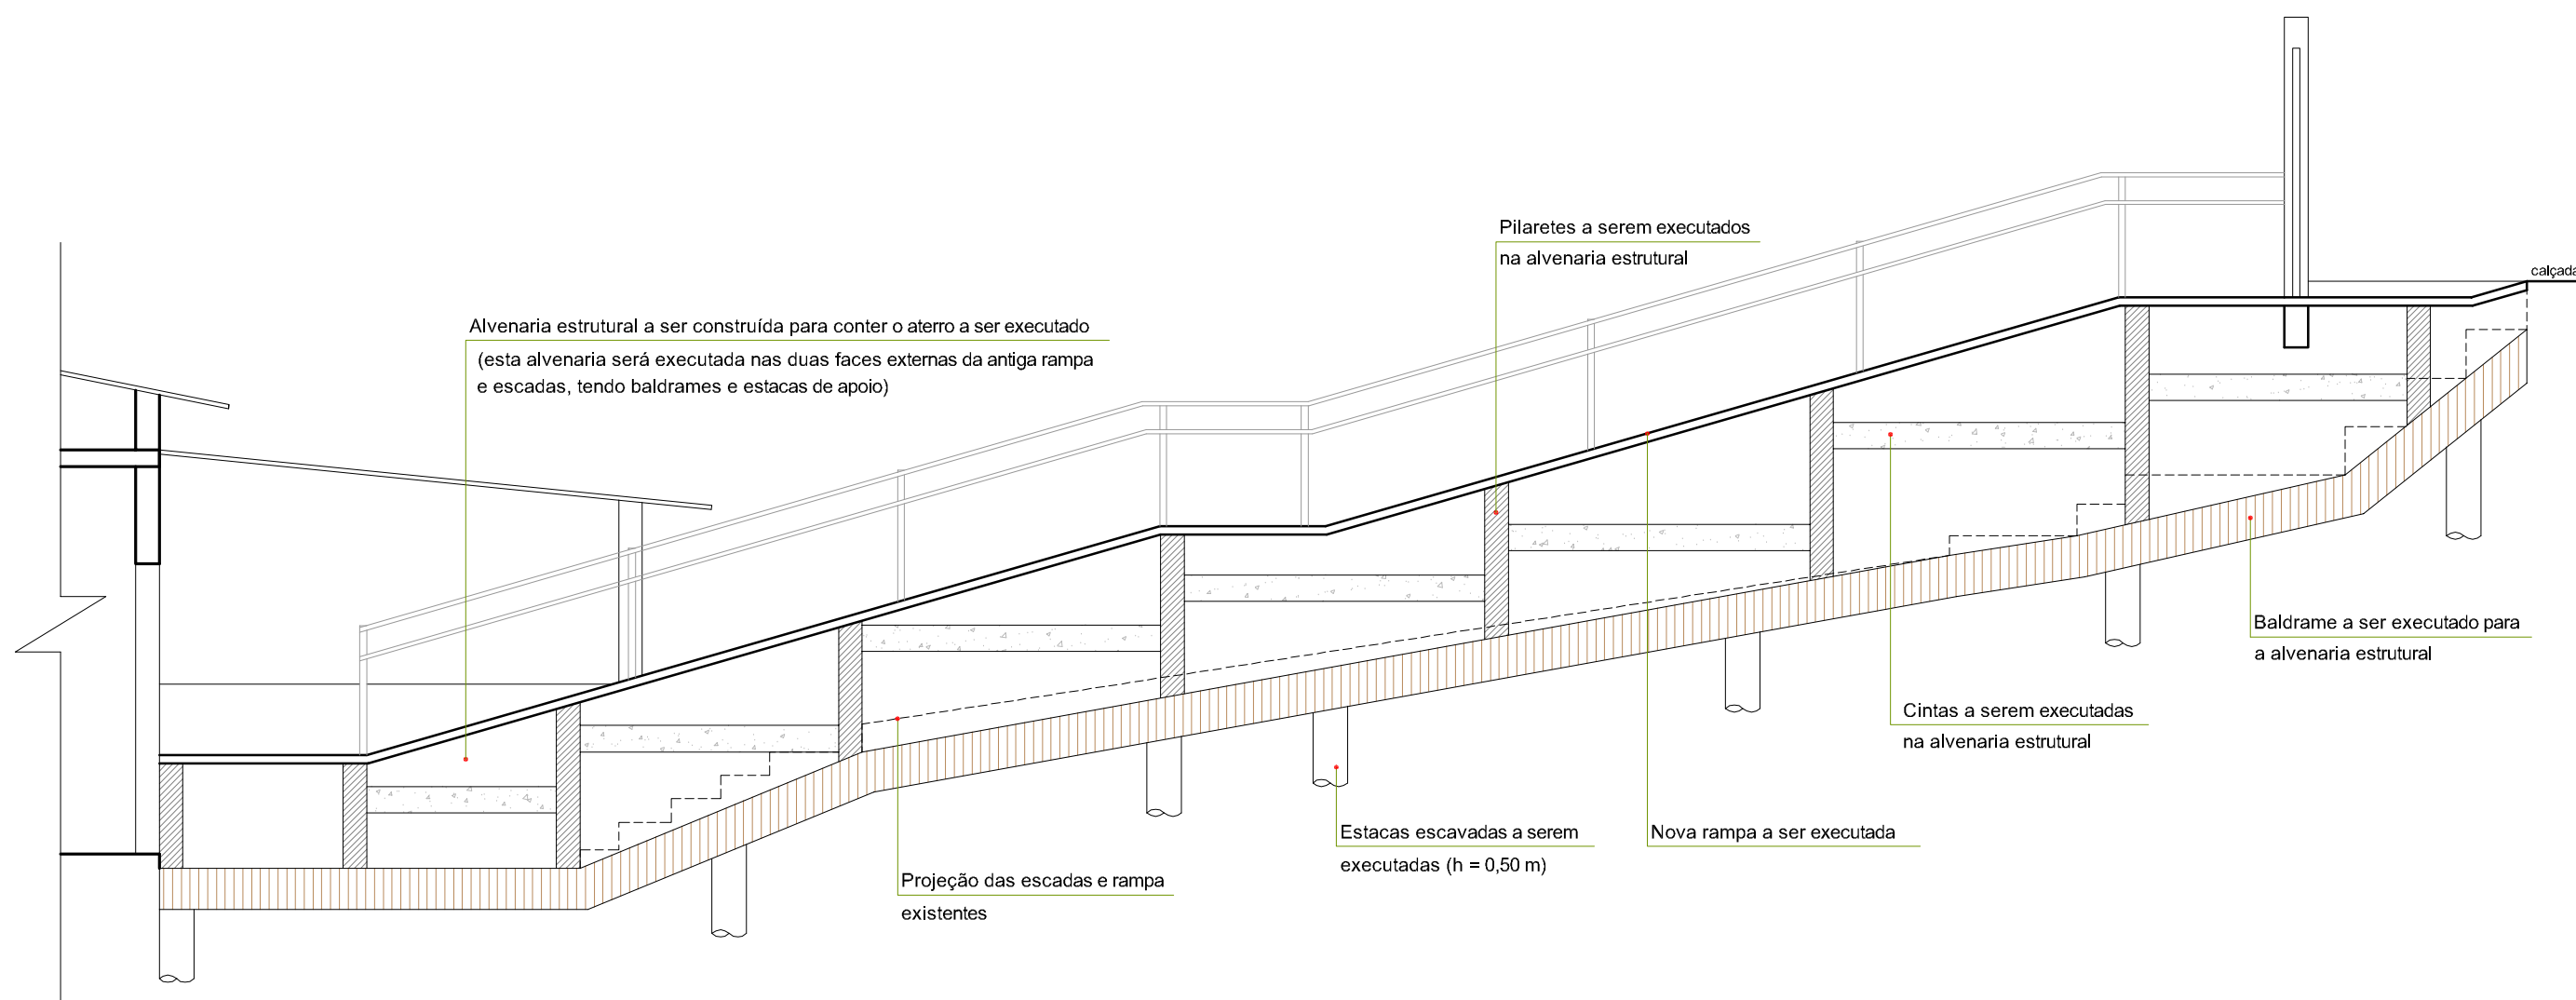 Pilaretes a serem executados
na alvenaria estrutural
calçada
Alvenaria estrutural a ser construída para conter o aterro a ser executado
(esta alvenaria será executada nas duas faces externas da antiga rampa
e escadas, tendo baldrames e estacas de apoio)
Baldrame a ser executado para
a alvenaria estrutural
Cintas a serem executadas
na alvenaria estrutural
Estacas escavadas a serem
executadas (h = 0,50 m)
Nova rampa a ser executada
Projeção das escadas e rampa
existentes